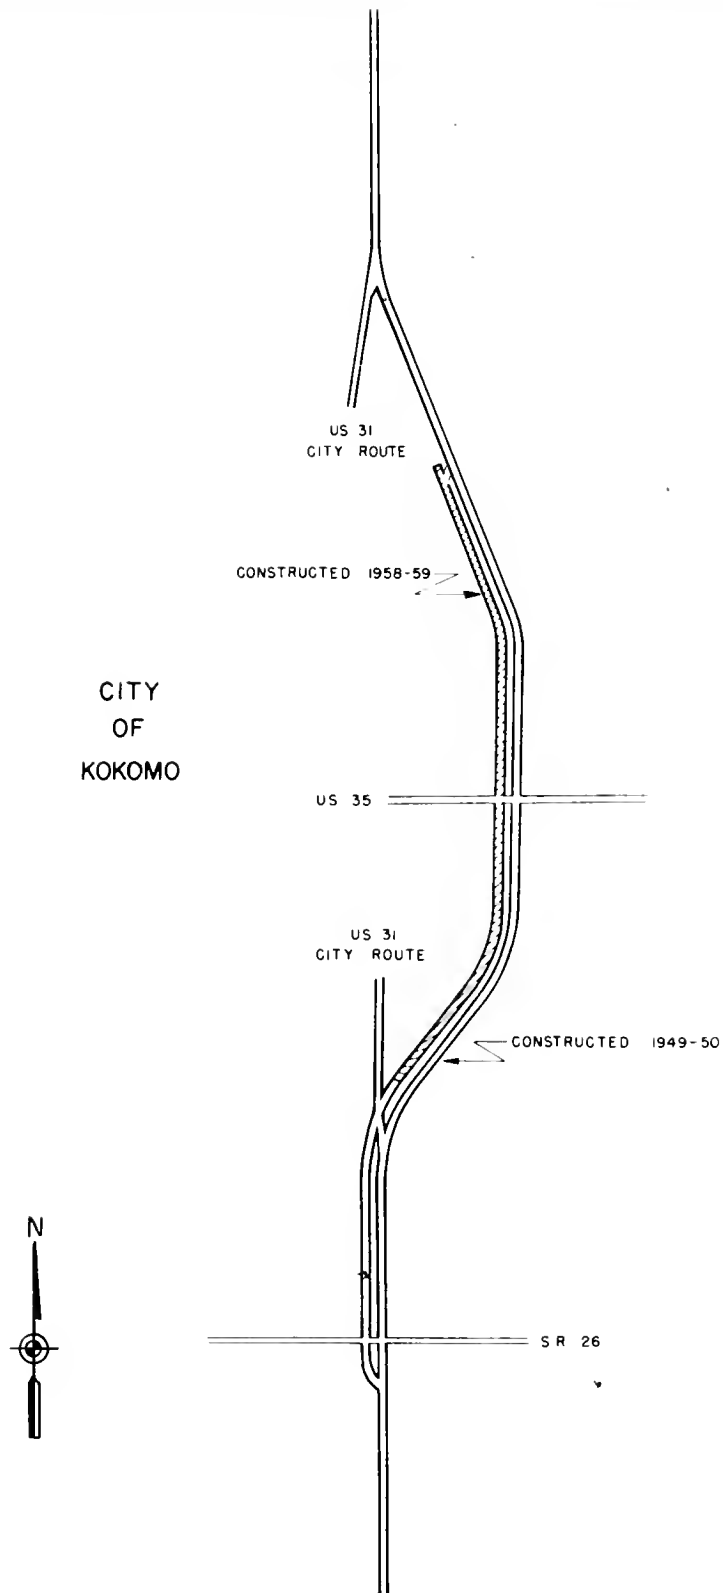 US 31
CITY ROUTE
CONSTRUCTED 1958-59
CITY
OF
KOKOMO
US 35
US 31
CITY ROUTE
CONSTRUCTED 1949-50
N
S R 26